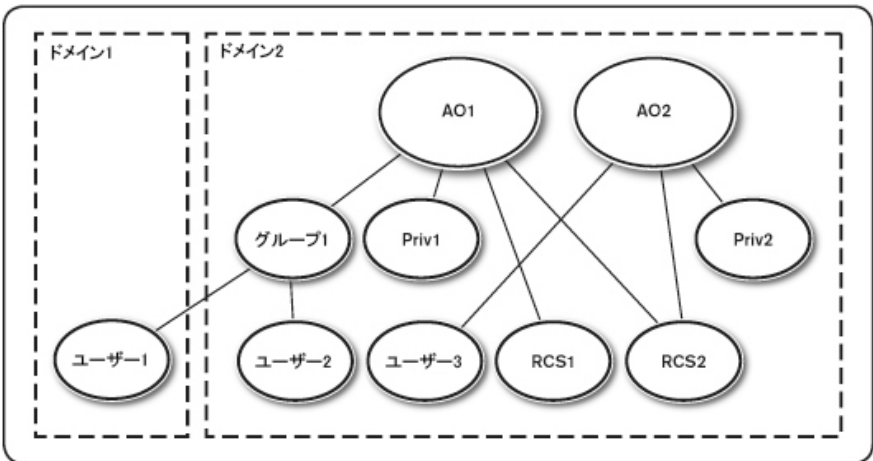 ドメイン1
ドメイン2
AO1
AO2
グループ1
Priv1
Priv2
ユーザー1
ユーザー2
ユーザー3
RCS1
RCS2